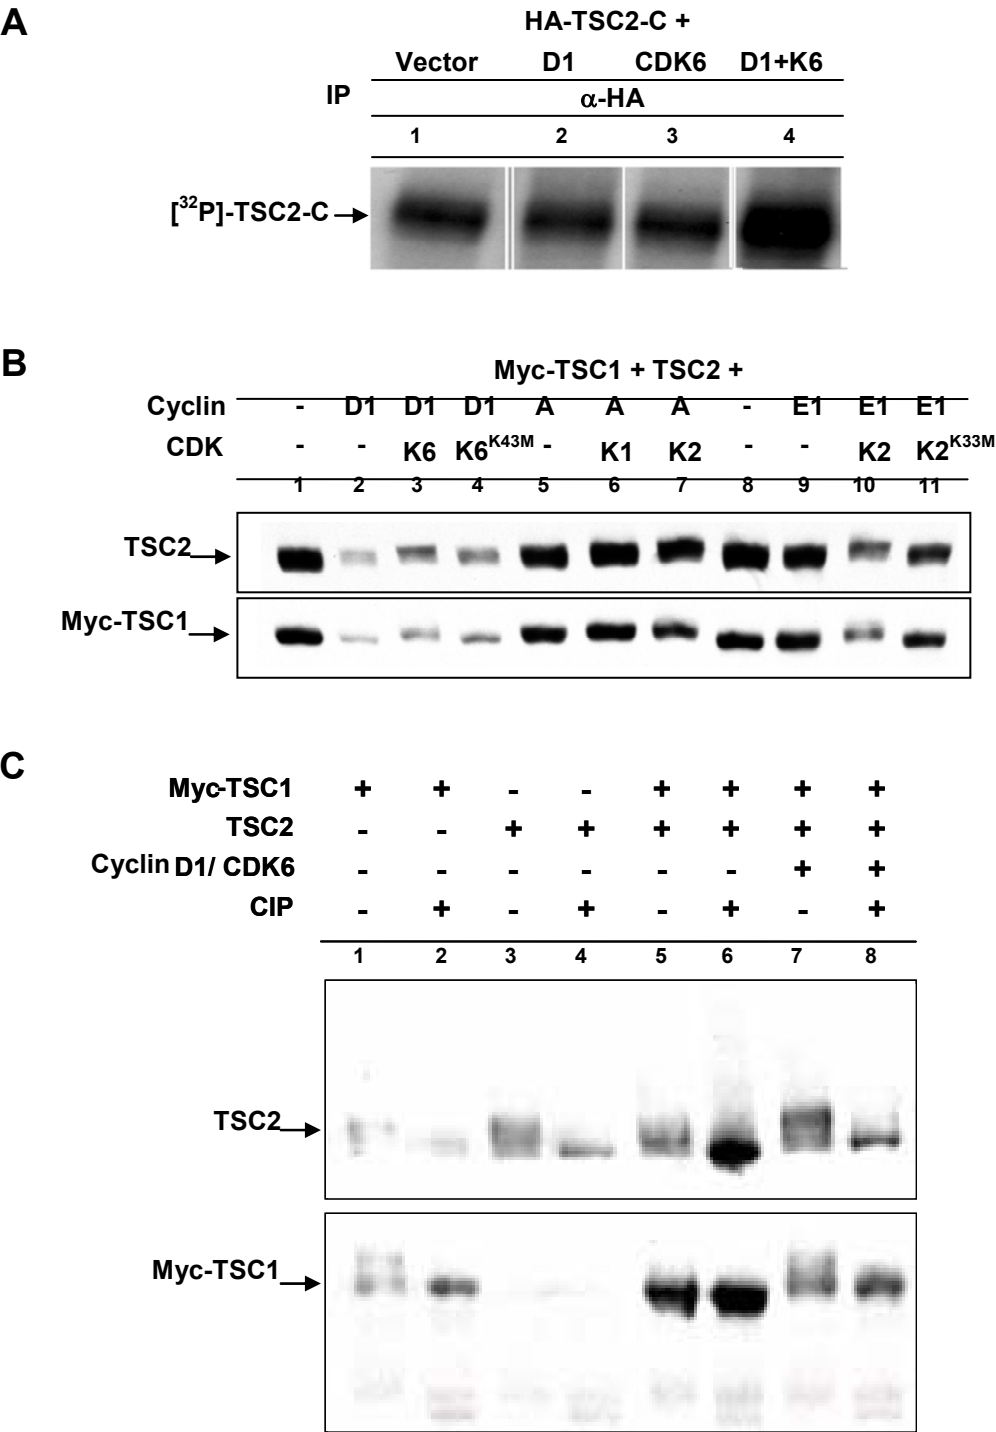 A
HA-TSC2-C +
Vector D1 CDK6 D1+K6
IP α-HA
1 2 3 4
[32P]-TSC2-C
B
Myc-TSC1 + TSC2 +
Cyclin - D1 D1 D1 A A A - E1 E1 E1
CDK - - K6 K6K43M - K1 K2 - - K2 K2K33M
1 2 3 4 5 6 7 8 9 10 11
TSC2
Myc-TSC1
C
Myc-TSC1 + + - - + + + +
TSC2 - - + + + + + +
Cyclin D1/ CDK6 - - - - - - + +
CIP - + - + - + - +
1 2 3 4 5 6 7 8
TSC2
Myc-TSC1